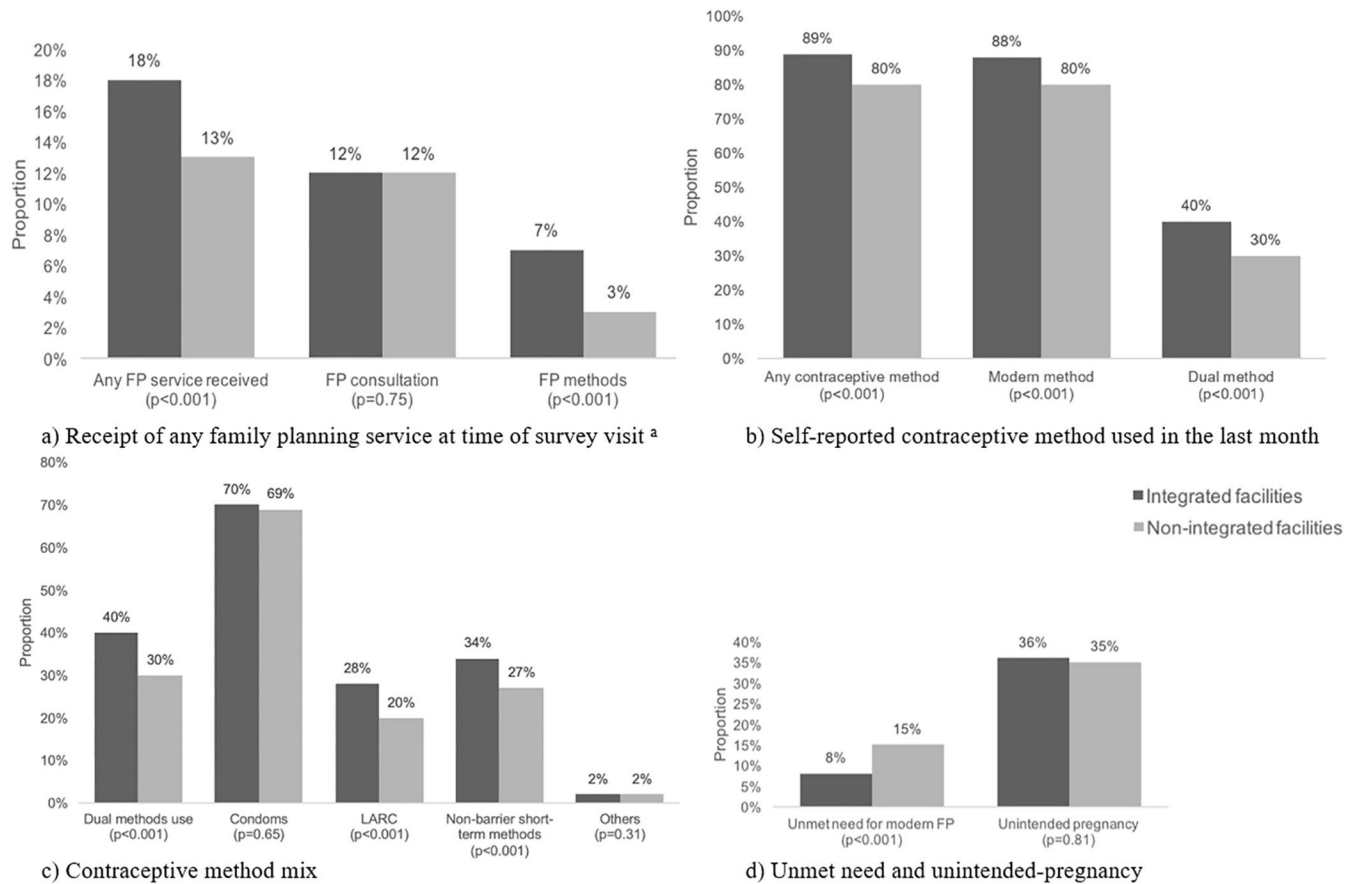 20%
18%
16%
14%
12%
10%
8%
6%
4%
2%
0%
Proportion
18%
13%
12%
12%
7%
3%
Any FP service received
(p<0.001)
FP consultation
(p=0.75)
FP methods
(p<0.001)
a) Receipt of any family planning service at time of survey visit ª
100%
90%
80%
70%
60%
50%
40%
30%
20%
10%
0%
Proportion
89%
80%
88%
80%
40%
30%
Any contraceptive method
(p<0.001)
Modern method
(p<0.001)
Dual method
(p<0.001)
b) Self-reported contraceptive method used in the last month
80%
70%
60%
50%
40%
30%
20%
10%
0%
Proportion
40%
30%
70%
69%
28%
20%
34%
27%
2%
2%
Dual methods use
(p<0.001)
Condoms
(p=0.65)
LARC
(p<0.001)
Non-barrier short-
term methods
(p<0.001)
Others
(p=0.31)
c) Contraceptive method mix
Integrated facilities
Non-integrated facilities
40%
35%
30%
25%
20%
15%
10%
5%
0%
Proportion
8%
15%
36%
35%
Unmet need for modern FP
(p<0.001)
Unintended pregnancy
(p=0.81)
d) Unmet need and unintended-pregnancy